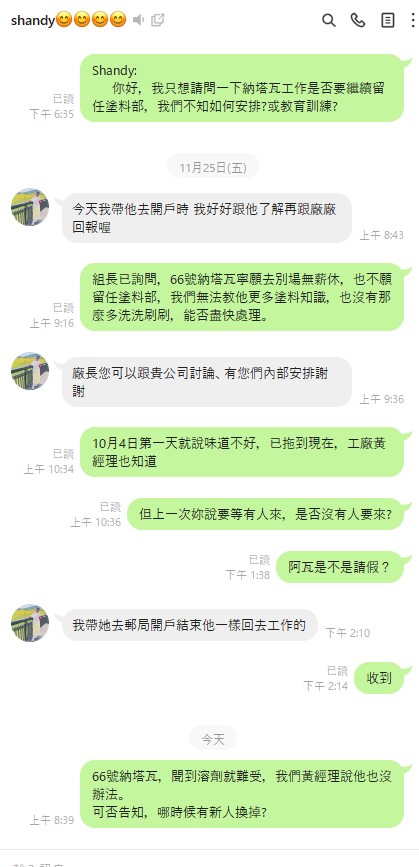 shandy😊😊😊😊
Shandy:
你好，我只想請問一下納塔瓦工作是否要繼續留
任塗料部，我們不知如何安排?或教育訓練?
已讀
下午 6:35
11月25日(五)
今天我帶他去開戶時 我好好跟他了解再跟廠廠
回報喔
上午 8:43
組長已詢問，66號納塔瓦寧願去別場無薪休，也不願
留任塗料部，我們無法教他更多塗料知識，也沒有那
麼多洗洗刷刷，能否盡快處理。
已讀
上午 9:16
廠長您可以跟貴公司討論、有您們內部安排謝
謝
上午 9:36
10月4日第一天就說味道不好，已拖到現在，工廠黃
經理也知道
已讀
上午 10:34
但上一次妳說要等有人來，是否沒有人要來?
已讀
上午 10:36
阿瓦是不是請假？
已讀
下午 1:38
我帶她去郵局開戶結束他一樣回去工作的
下午 2:10
收到
已讀
下午 2:14
今天
66號納塔瓦，聞到溶劑就難受，我們黃經理說他也沒
辦法。
可否告知，哪時候有新人換掉?
上午 8:39